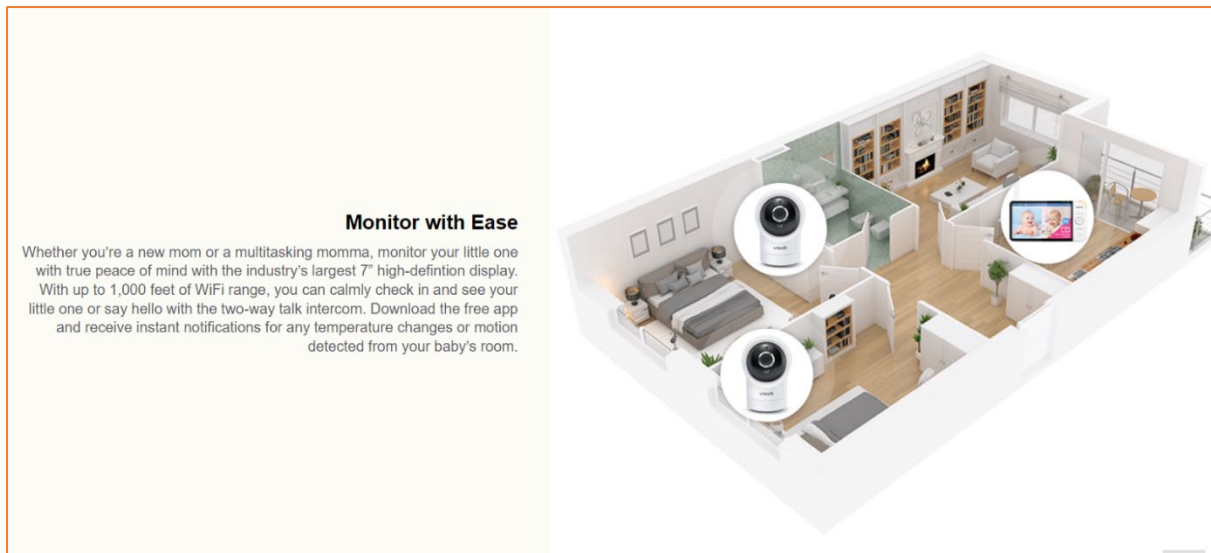 Monitor with Ease
Whether you're a new mom or a multitasking momma, monitor your little one
with true peace of mind with the industry's largest 7" high-defintion display.
With up to 1,000 feet of WiFi range, you can calmly check in and see your
little one or say hello with the two-way talk intercom. Download the free app
and receive instant notifications for any temperature changes or motion
detected from your baby's room.
vtech
vtech